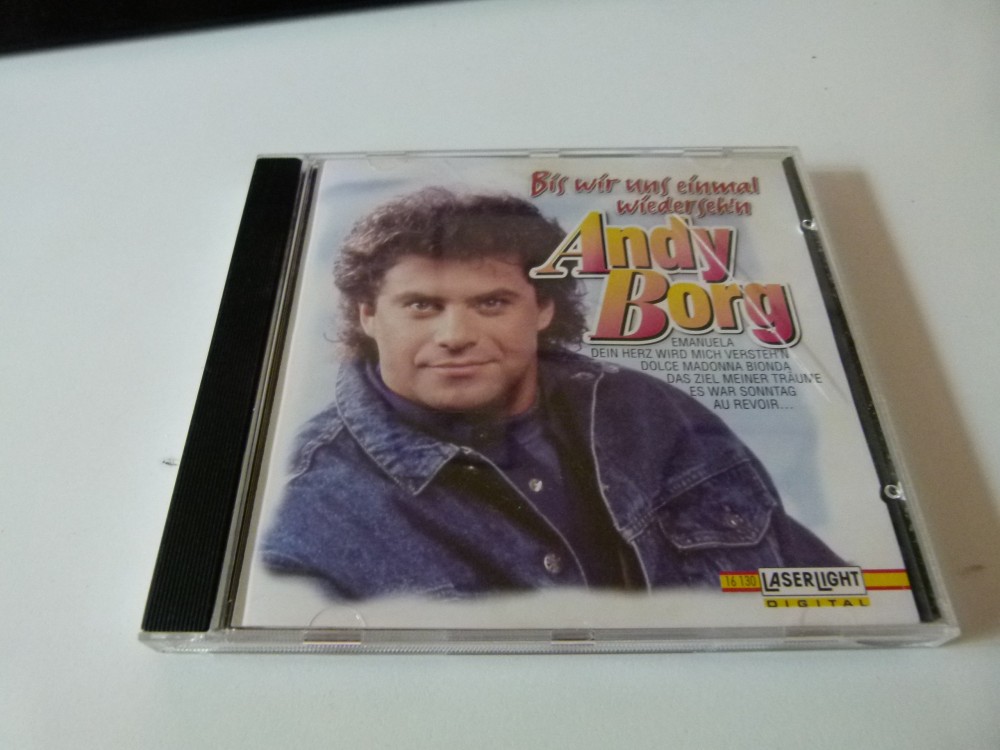 Bis wir uns einmal
wiederseh'n
Andy
Borg
EMANUELA
DEIN HERZ WIRD MICH VERSTEH'N
DOLCE MADONNA BIONDA
DAS ZIEL MEINER TRÄUME
ES WAR SONNTAG
AU REVOIR...
16 130 LASERLIGHT
DIGITAL